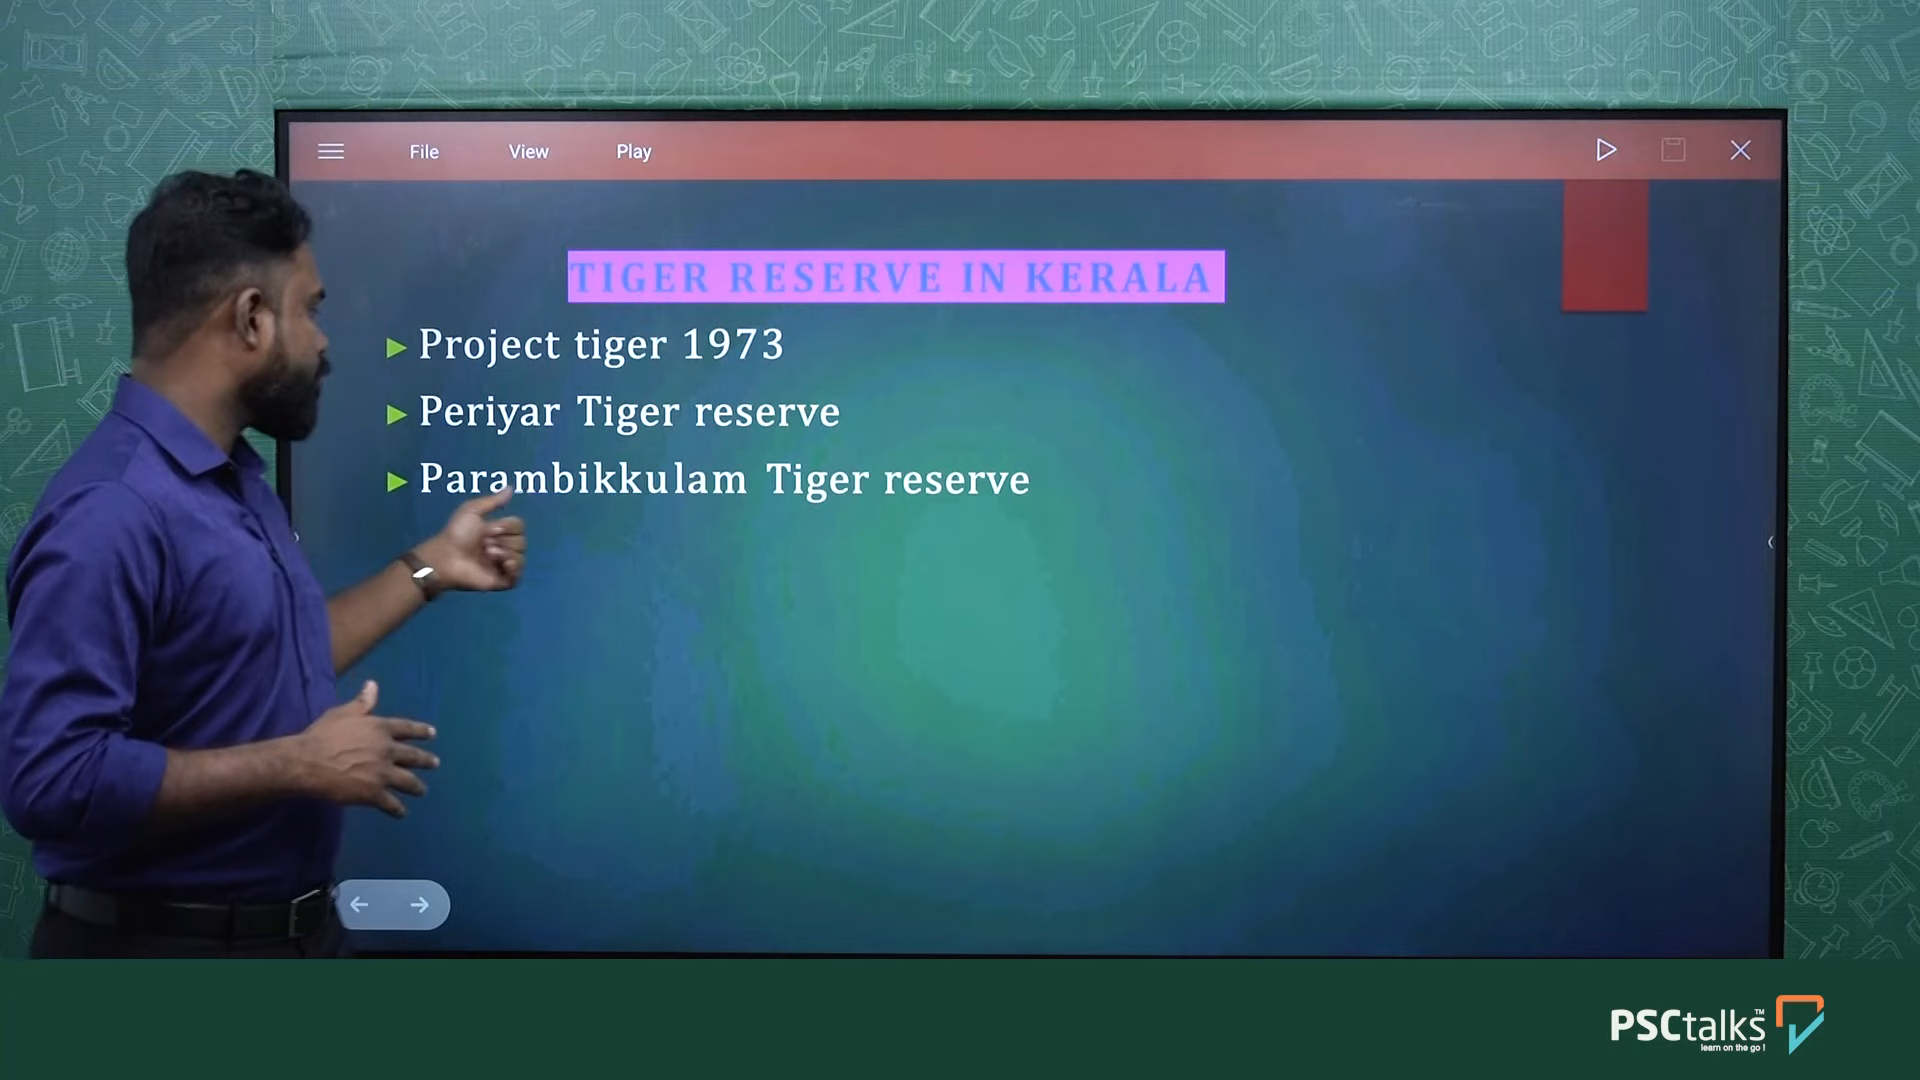 File View Play
TIGER RESERVE IN KERALA
Project tiger 1973
Periyar Tiger reserve
Parambikkulam Tiger reserve
PSCtalks™
learn on the go !